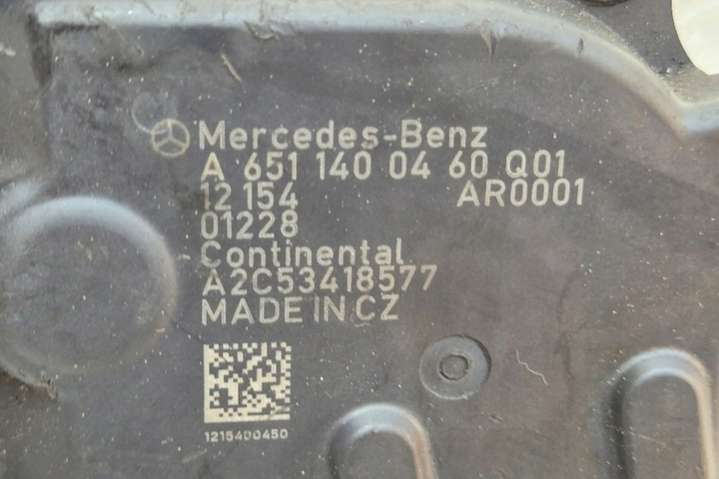 Mercedes-Benz
A 651 140 04 60 Q01
12 154 AR0001
01228
Continental
A2C53418577
MADE IN CZ
1215400450